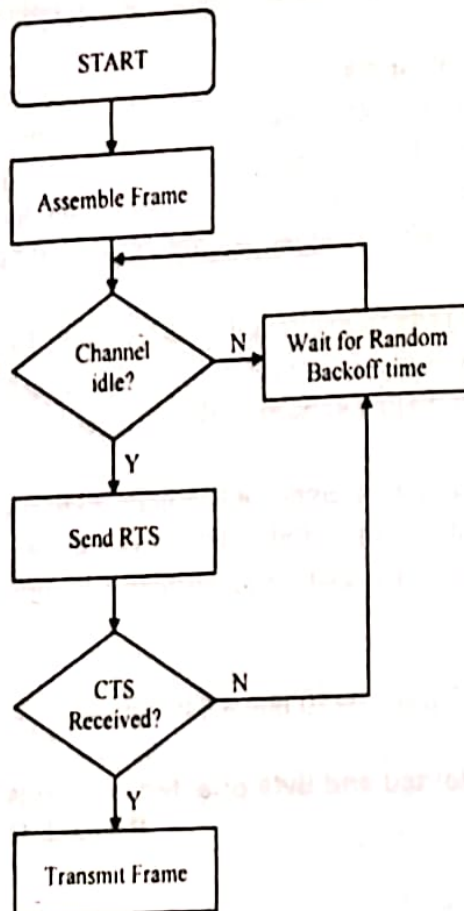 START
Assemble Frame
Channel
idle?
N
Wait for Random
Backoff time
Y
Send RTS
CTS
Received?
N
Y
Transmit Frame